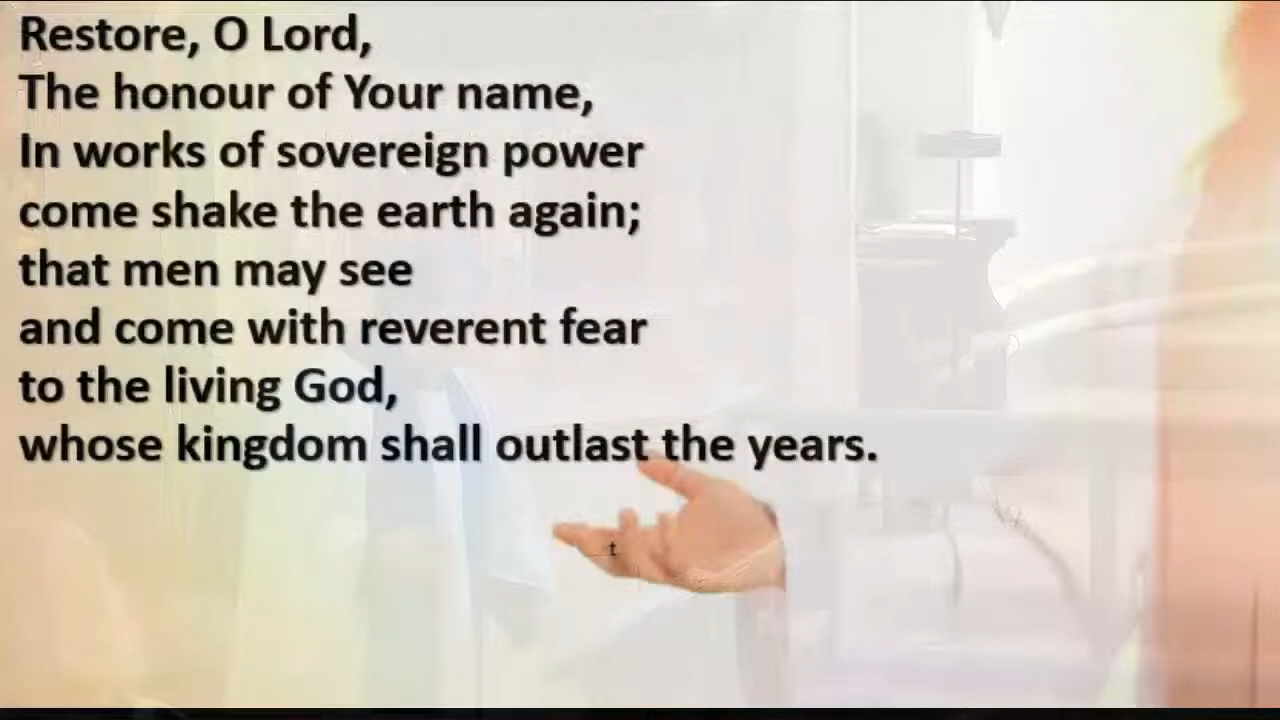 Restore, O Lord,
The honour of Your name,
In works of sovereign power
come shake the earth again;
that men may see
and come with reverent fear
to the living God,
whose kingdom shall outlast the years.
t